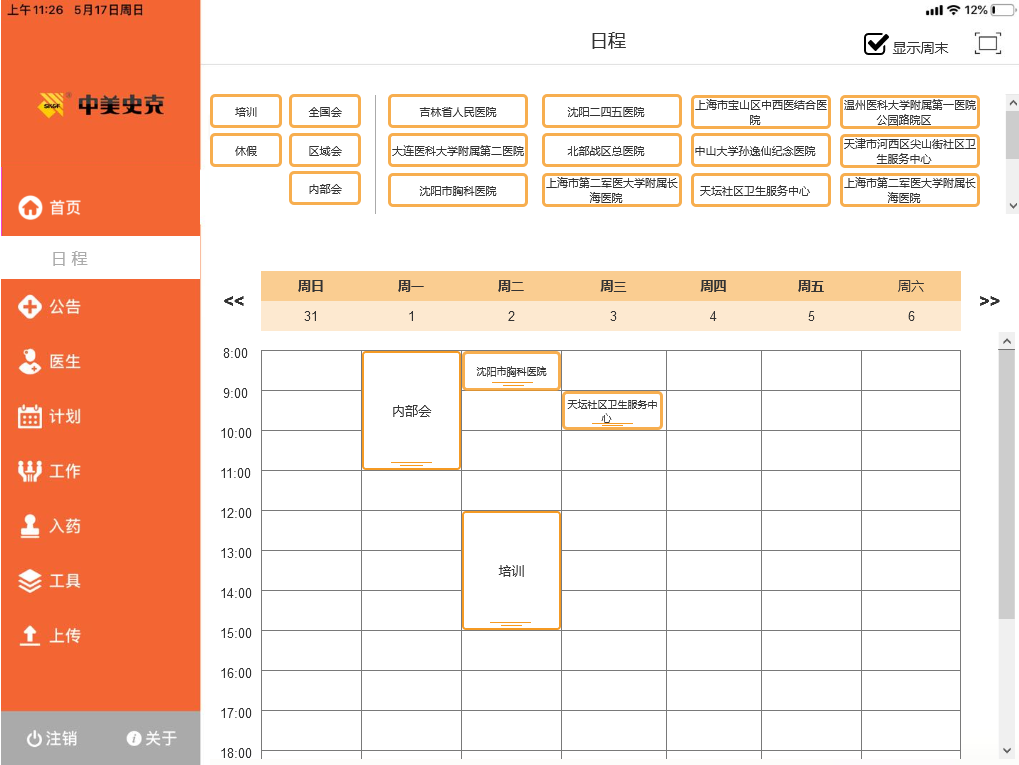 上午11:26 5月17日周日
12%
日程
显示周末
中美史克
首页
日程
公告
医生
计划
工作
入药
工具
上传
注销
关于
培训
全国会
休假
区域会
内部会
吉林省人民医院
沈阳二四五医院
上海市宝山区中西医结合医
院
温州医科大学附属第一医院
公园路院区
大连医科大学附属第二医院
北部战区总医院
中山大学孙逸仙纪念医院
天津市河西区尖山街社区卫
生服务中心
沈阳市胸科医院
上海市第二军医大学附属长
海医院
天坛社区卫生服务中心
上海市第二军医大学附属长
海医院
<<
周日 周一 周二 周三 周四 周五 周六
>>
31 1 2 3 4 5 6
8:00
9:00
10:00
11:00
12:00
13:00
14:00
15:00
16:00
17:00
18:00
内部会
沈阳市胸科医院
天坛社区卫生服务中
心
培训